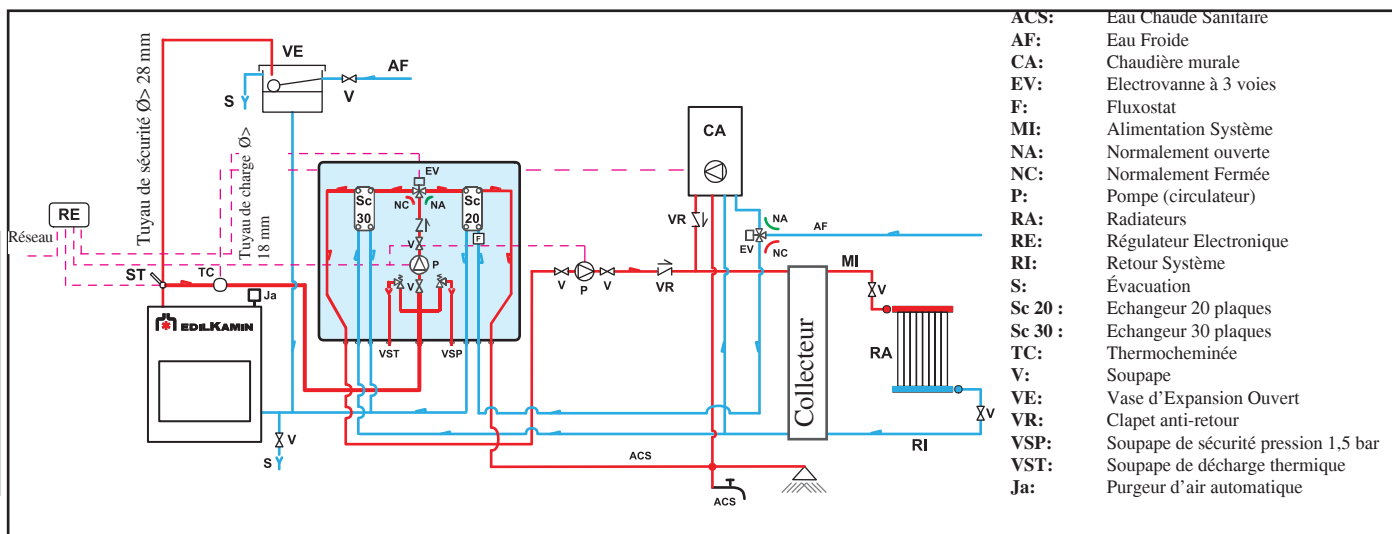 VE
AF
V
S
Tuyau de sécurité Ø> 28 mm
Tuyau de charge Ø>
18 mm
RE
Réseau
ST
TC
Ja
EDILKAMIN
V
S
EV
Sc
30
NC
NA
Sc
20
F
V
P
V
VST
VSP
CA
VR
NA
EV
AF
NC
V
P
V
VR
MI
V
Collecteur
RA
V
RI
ACS
ACS
ACS: Eau Chaude Sanitaire
AF: Eau Froide
CA: Chaudière murale
EV: Electrovanne à 3 voies
F: Fluxostat
MI: Alimentation Système
NA: Normalement ouverte
NC: Normalement Fermée
P: Pompe (circulateur)
RA: Radiateurs
RE: Régulateur Electronique
RI: Retour Système
S: Évacuation
Sc 20 : Echangeur 20 plaques
Sc 30 : Echangeur 30 plaques
TC: Thermocheminée
V: Soupape
VE: Vase d'Expansion Ouvert
VR: Clapet anti-retour
VSP: Soupape de sécurité pression 1,5 bar
VST: Soupape de décharge thermique
Ja: Purgeur d'air automatique